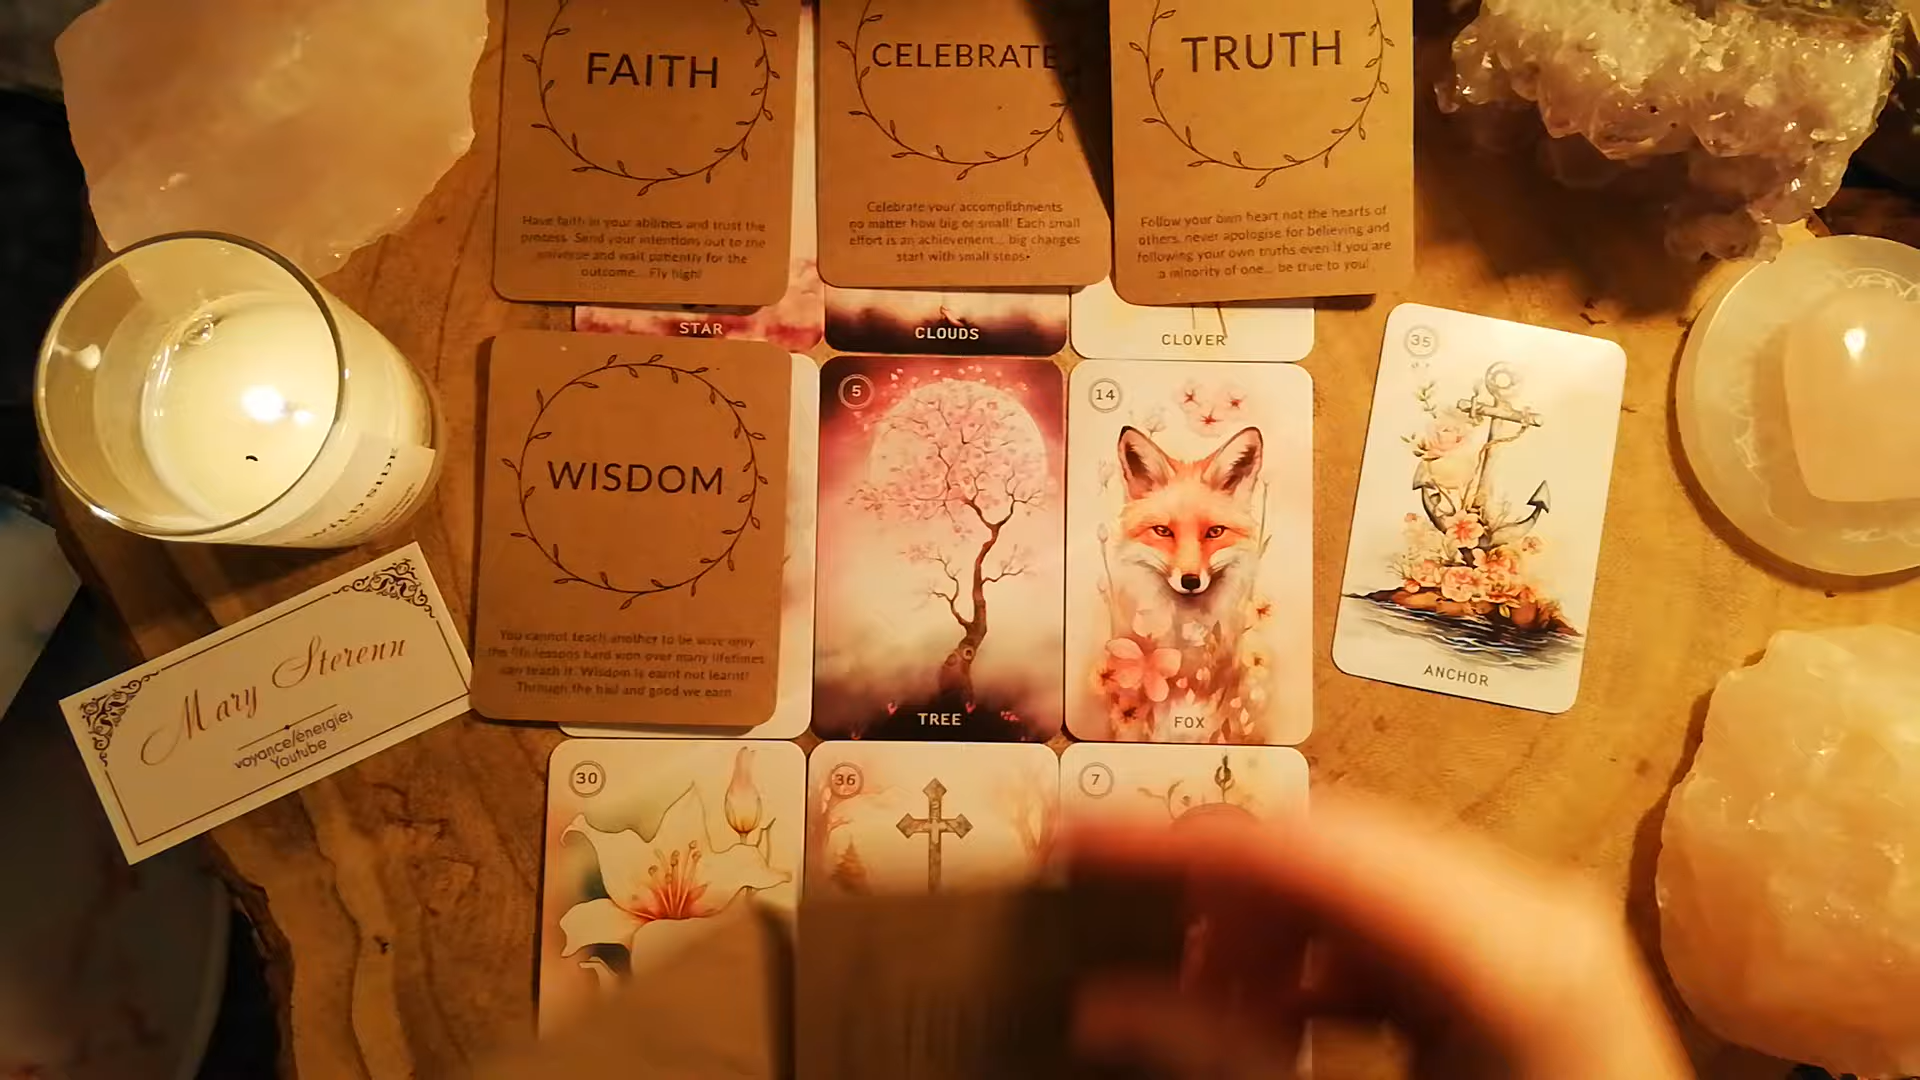 FAITH
Have faith in your abilities and trust the
process. Send your intentions out to the
universe and wait patiently for the
outcome... Fly high!
CELEBRATE
Celebrate your accomplishments
no matter how big or small! Each small
effort is an achievement... big changes
start with small steps.
TRUTH
Follow your own heart not the hearts of
others, never apologise for believing and
following your own truths even if you are
a minority of one... be true to you!
STAR
CLOUDS
CLOVER
WISDOM
You cannot teach another to be wise only
the life lessons hard won over many lifetimes
can teach it. Wisdom is earnt not learnt!
Through the bad and good we earn
5
TREE
14
FOX
35
ANCHOR
Mary Sterenn
voyance/énergies
Youtube
30
36
7